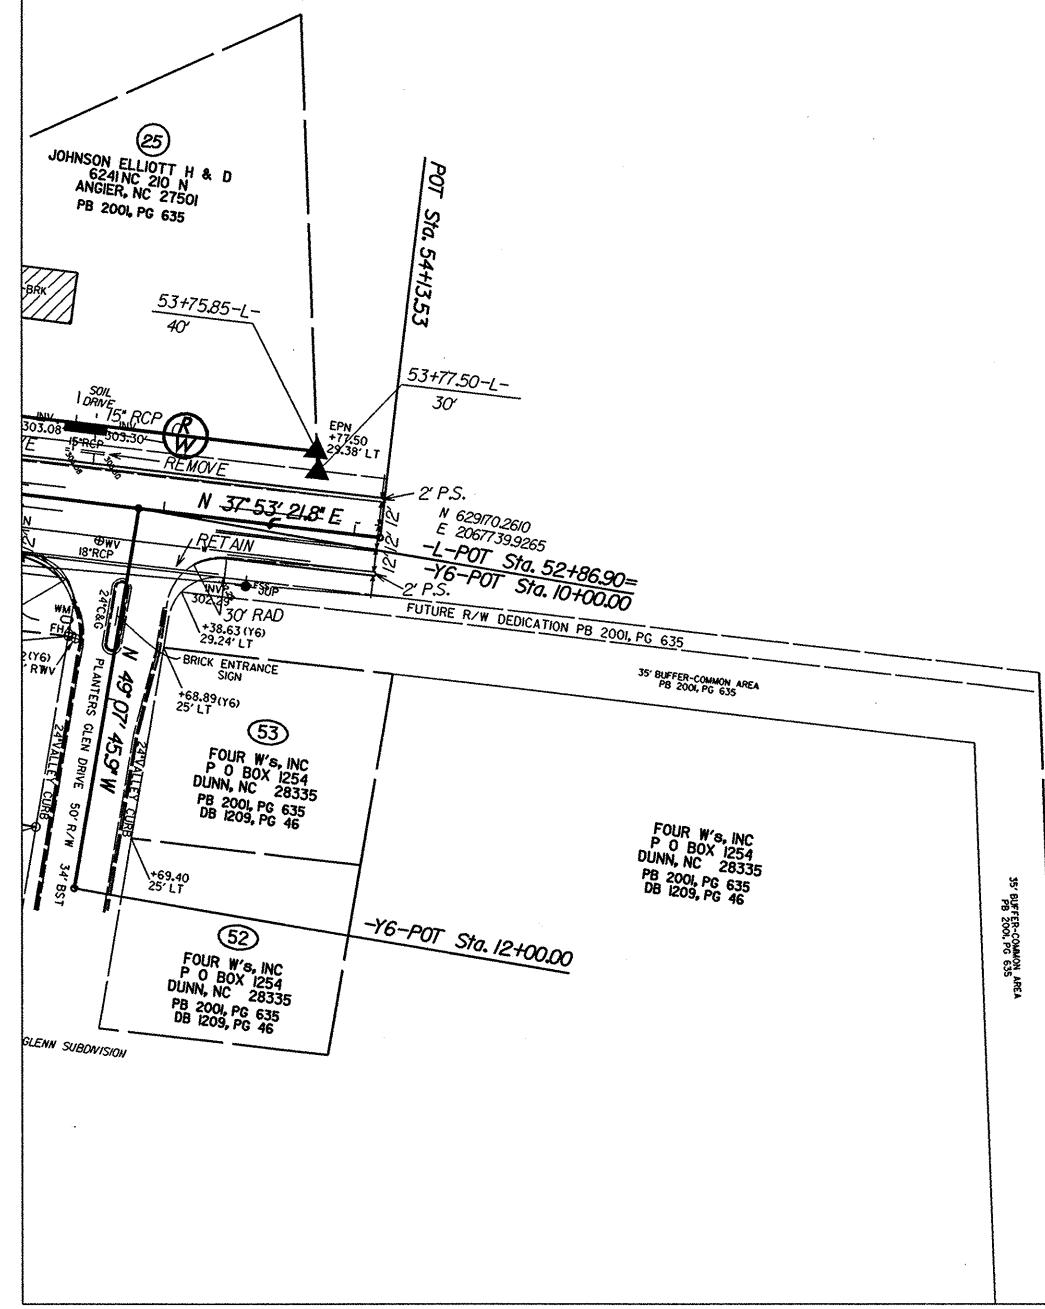 25
JOHNSON ELLIOTT H & D
6241 NC 210 N
ANGIER, NC 27501
PB 2001, PG 635
POT Sta. 54+13.53
BRK
53+75.85-L-
40'
53+77.50-L-
30'
SOIL
DRIVE
15" RCP
INV.
303.08
INV.
303.30'
15"RCP
R
W
REMOVE
EPN
+77.50
29.38' LT
2' P.S.
N 37° 53' 21.8" E
12'
12'
12'
N 629170.2610
E 2067739.9265
-L-POT Sta. 52+86.90=
-Y6-POT Sta. 10+00.00
WV
18"RCP
RETAIN
2' P.S.
INV
302.29
30' RAD
FUTURE R/W DEDICATION PB 2001, PG 635
24"C&G
WM
FH
+38.63 (Y6)
29.24' LT
2(Y6)
RWV
BRICK ENTRANCE
SIGN
35' BUFFER-COMMON AREA
PB 2001, PG 635
+68.89(Y6)
25' LT
N 49° 07' 45.9" W
PLANTERS GLEN DRIVE 50' R/W 34' BST
24"VALLEY CURB
24"VALLEY CURB
53
FOUR W's, INC
P O BOX 1254
DUNN, NC 28335
PB 2001, PG 635
DB 1209, PG 46
FOUR W's, INC
P O BOX 1254
DUNN, NC 28335
PB 2001, PG 635
DB 1209, PG 46
35' BUFFER-COMMON AREA
PB 2001, PG 635
+69.40
25' LT
-Y6-POT Sta. 12+00.00
52
FOUR W's, INC
P O BOX 1254
DUNN, NC 28335
PB 2001, PG 635
DB 1209, PG 46
GLENN SUBDIVISION